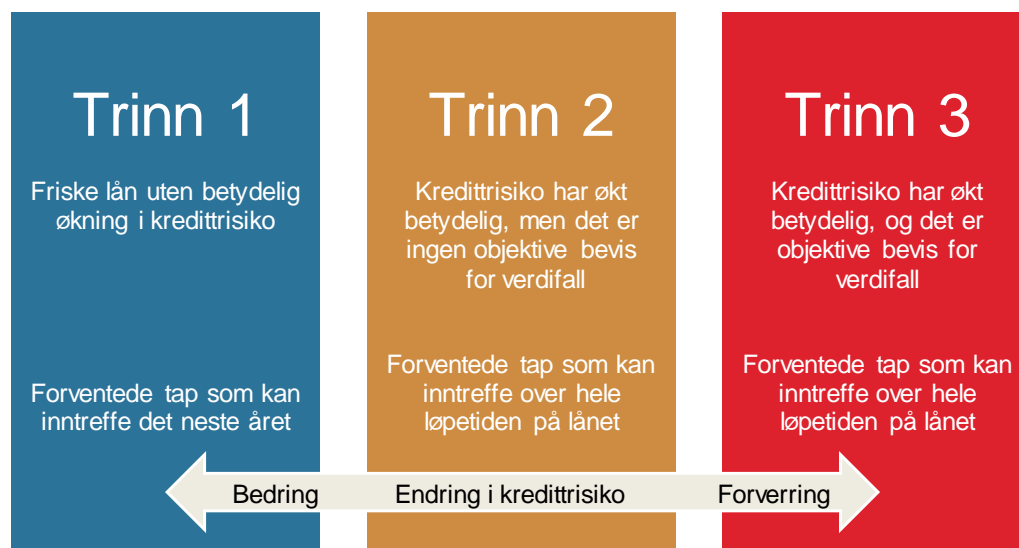 Trinn 1
Friske lån uten betydelig
økning i kredittrisiko
Forventede tap som kan
inntreffe det neste året
Trinn 2
Kredittrisiko har økt
betydelig, men det er
ingen objektive bevis
for verdifall
Forventede tap som kan
inntreffe over hele
løpetiden på lånet
Trinn 3
Kredittrisiko har økt
betydelig, og det er
objektive bevis for
verdifall
Forventede tap som kan
inntreffe over hele
løpetiden på lånet
Bedring Endring i kredittrisiko Forverring